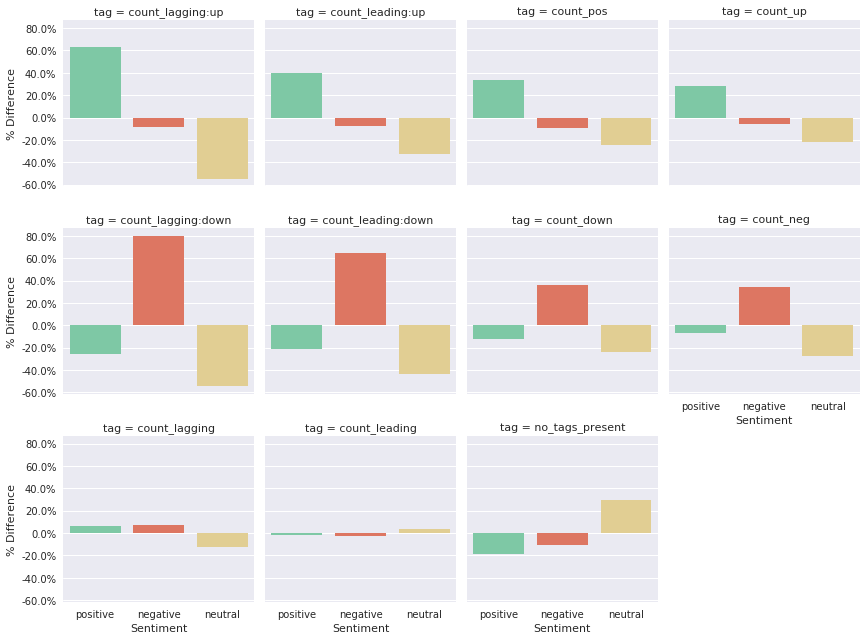 tag = count_lagging:up
tag = count_leading:up
tag = count_pos
tag = count_up
80.0%
60.0%
40.0%
20.0%
0.0%
-20.0%
-40.0%
-60.0%
% Difference
tag = count_lagging:down
tag = count_leading:down
tag = count_down
tag = count_neg
80.0%
60.0%
40.0%
20.0%
0.0%
-20.0%
-40.0%
-60.0%
% Difference
positive negative neutral
Sentiment
tag = count_lagging
tag = count_leading
tag = no_tags_present
80.0%
60.0%
40.0%
20.0%
0.0%
-20.0%
-40.0%
-60.0%
% Difference
positive negative neutral
Sentiment
positive negative neutral
Sentiment
positive negative neutral
Sentiment